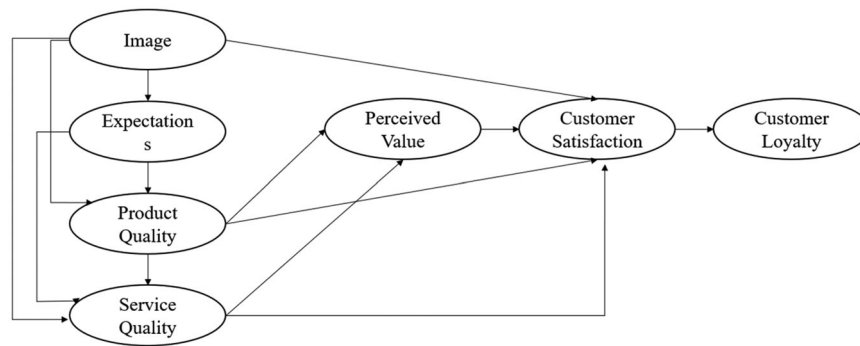 Image
Expectation
s
Product
Quality
Service
Quality
Perceived
Value
Customer
Satisfaction
Customer
Loyalty